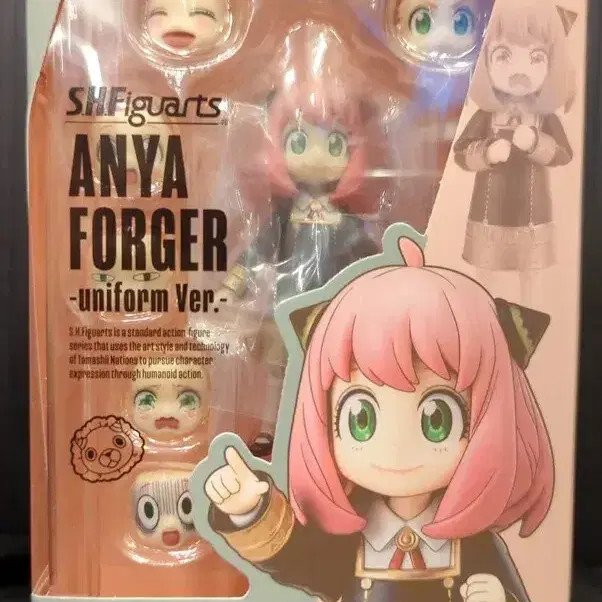 S.H.Figuarts
ANYA
FORGER
-uniform Ver.-
S.H.Figuarts is a standard action figure
series that uses the art style and technology
of Tamashii Nations to pursue character
expression through humanoid action.